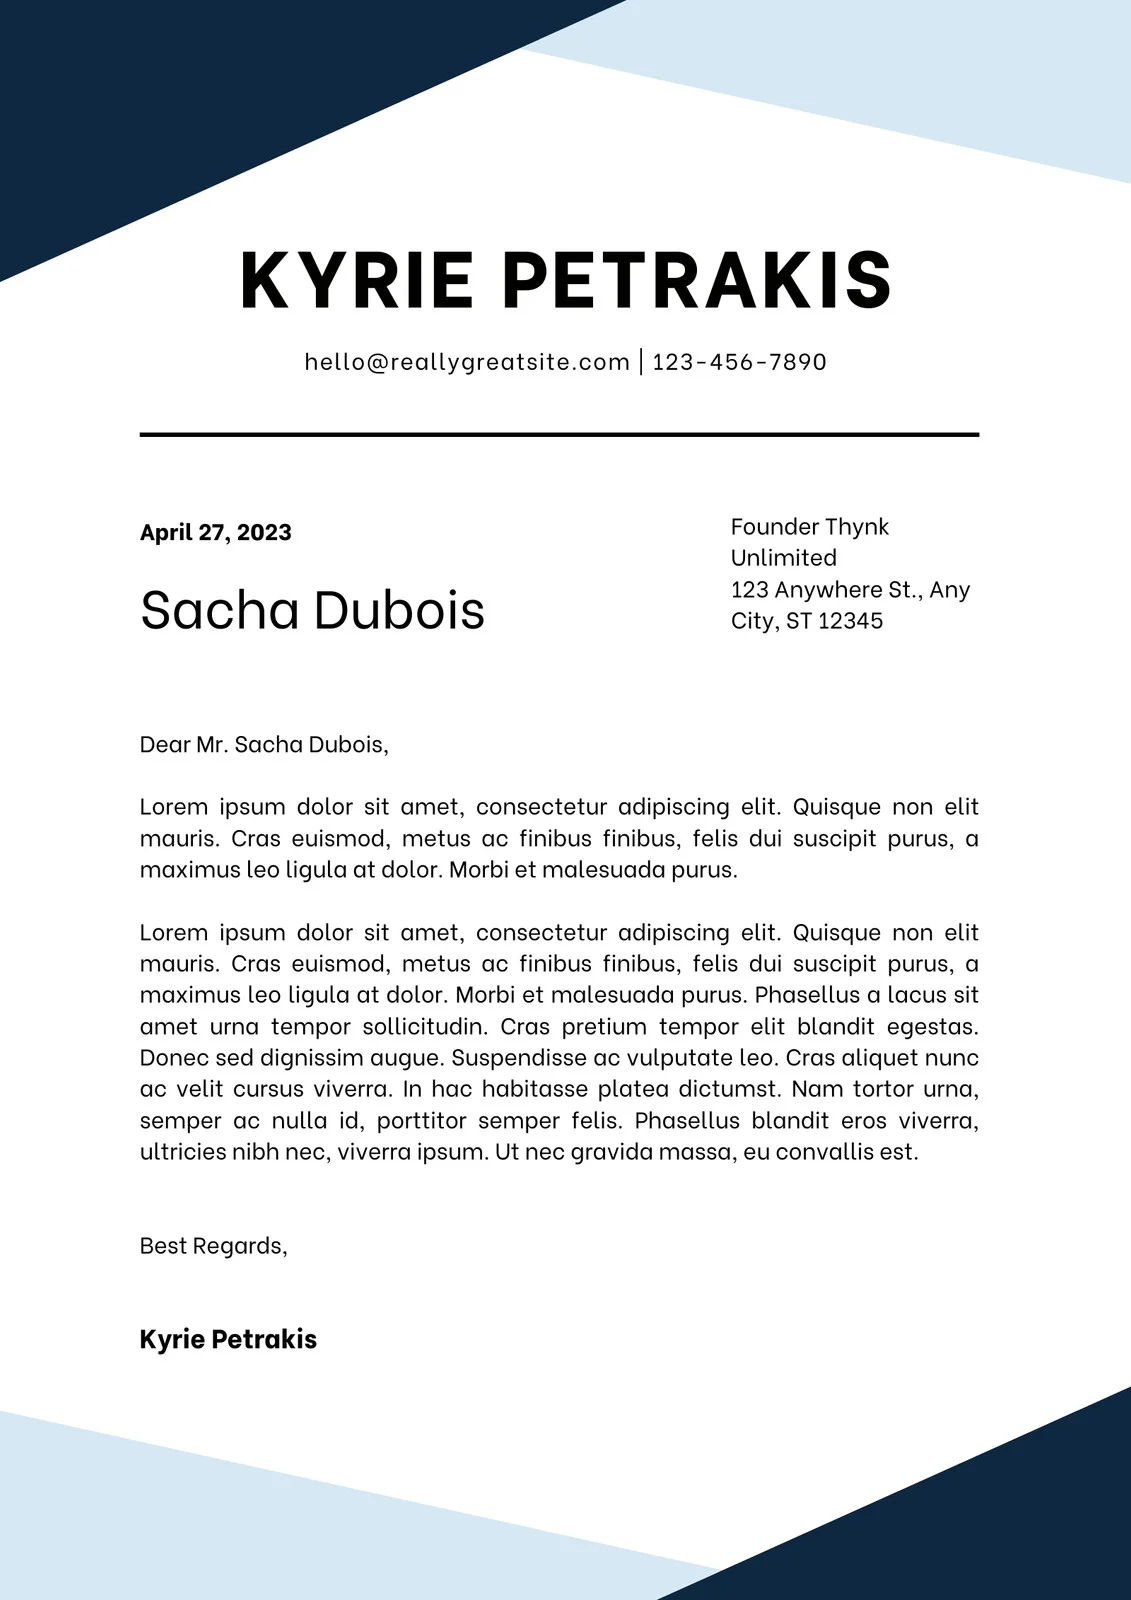 KYRIE PETRAKIS
hello@reallygreatsite.com | 123-456-7890
April 27, 2023
Sacha Dubois
Founder Thynk
Unlimited
123 Anywhere St., Any
City, ST 12345
Dear Mr. Sacha Dubois,
Lorem ipsum dolor sit amet, consectetur adipiscing elit. Quisque non elit
mauris. Cras euismod, metus ac finibus finibus, felis dui suscipit purus, a
maximus leo ligula at dolor. Morbi et malesuada purus.
Lorem ipsum dolor sit amet, consectetur adipiscing elit. Quisque non elit
mauris. Cras euismod, metus ac finibus finibus, felis dui suscipit purus, a
maximus leo ligula at dolor. Morbi et malesuada purus. Phasellus a lacus sit
amet urna tempor sollicitudin. Cras pretium tempor elit blandit egestas.
Donec sed dignissim augue. Suspendisse ac vulputate leo. Cras aliquet nunc
ac velit cursus viverra. In hac habitasse platea dictumst. Nam tortor urna,
semper ac nulla id, porttitor semper felis. Phasellus blandit eros viverra,
ultricies nibh nec, viverra ipsum. Ut nec gravida massa, eu convallis est.
Best Regards,
Kyrie Petrakis